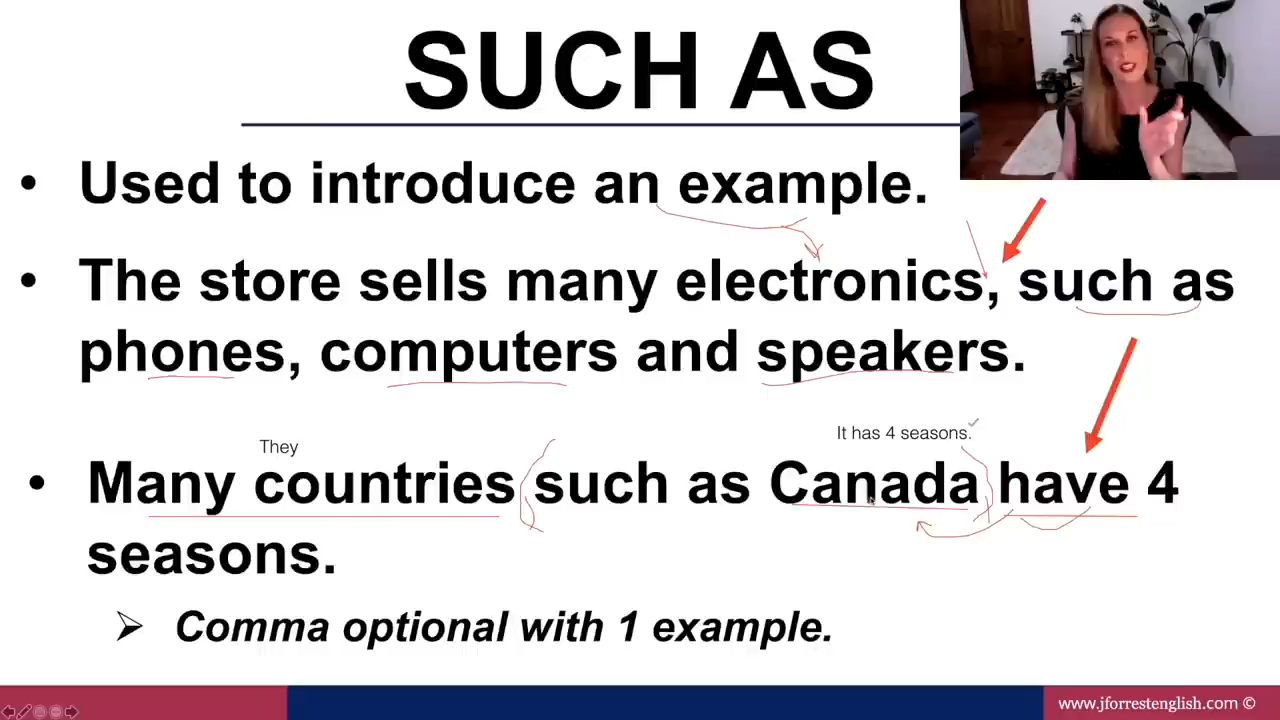 SUCH AS
• Used to introduce an example.
• The store sells many electronics, such as
phones, computers and speakers.
They
It has 4 seasons.
• Many countries such as Canada have 4
seasons.
➢ Comma optional with 1 example.
www.jforrestenglish.com ©